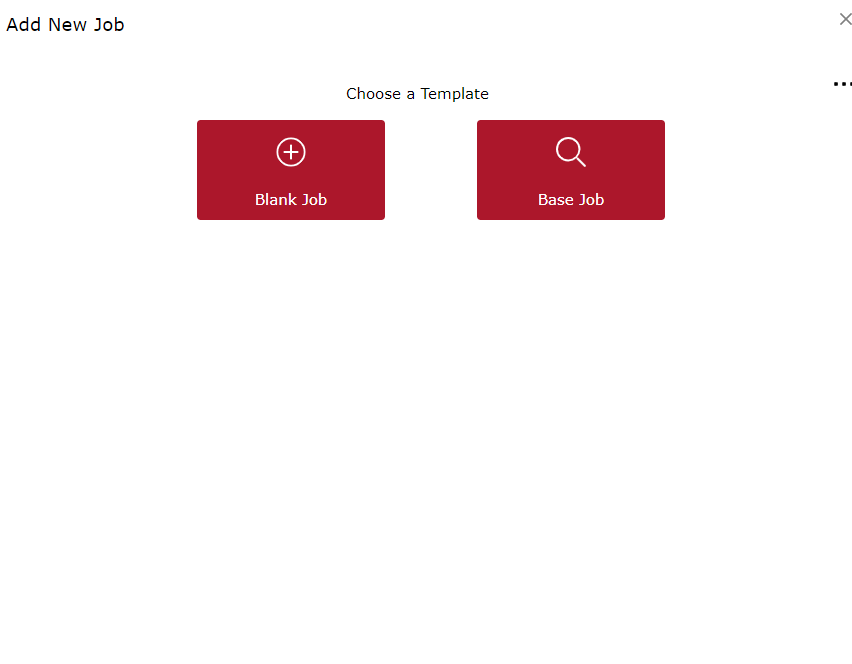 Add New Job
Choose a Template
Blank Job
Base Job